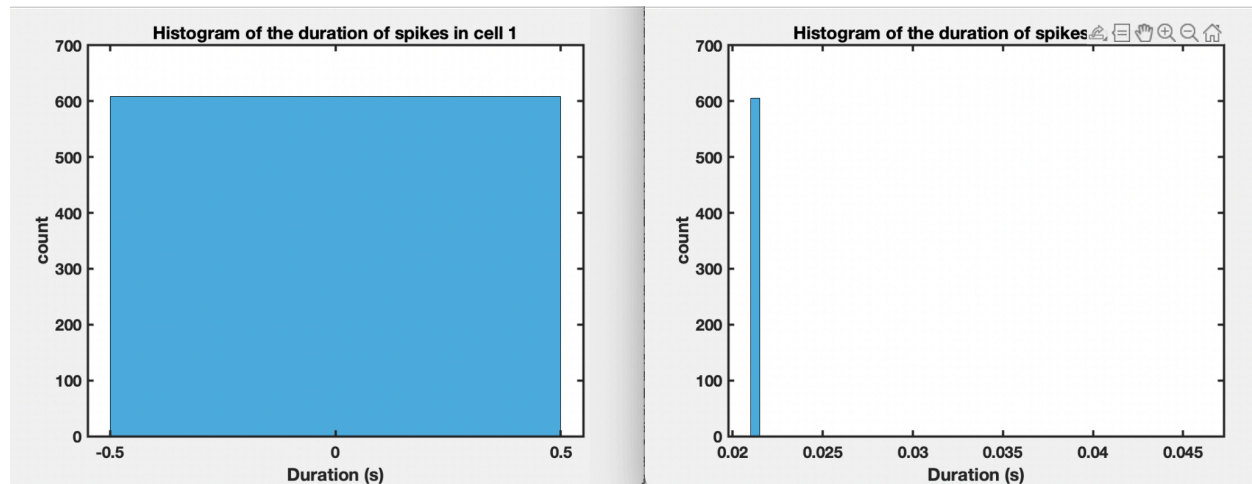 Histogram of the duration of spikes in cell 1
700
600
500
400
300
200
100
0
count
-0.5 0 0.5
Duration (s)
Histogram of the duration of spikes
700
600
500
400
300
200
100
0
count
0.02 0.025 0.03 0.035 0.04 0.045
Duration (s)